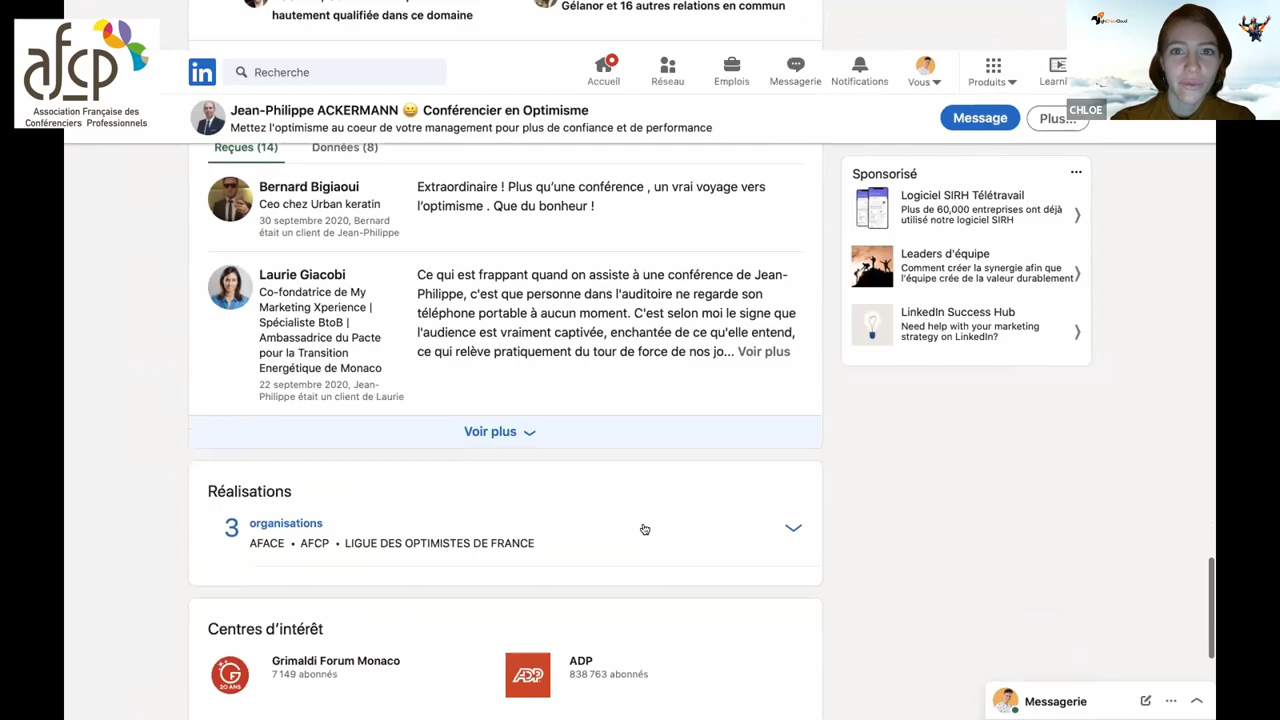 hautement qualifiée dans ce domaine
Gélanor et 16 autres relations en commun
afcp
Association Française des
Conférenciers Professionnels
in
Recherche
Accueil
Réseau
Emplois
Messagerie
Notifications
Vous
Produits
Learni
CHLOE
Jean-Philippe ACKERMANN 😀 Conférencier en Optimisme
Mettez l'optimisme au coeur de votre management pour plus de confiance et de performance
Message
Plus...
Reçues (14)
Données (8)
Bernard Bigiaoui
Ceo chez Urban keratin
30 septembre 2020, Bernard
était un client de Jean-Philippe
Extraordinaire ! Plus qu'une conférence , un vrai voyage vers
l'optimisme . Que du bonheur !
Laurie Giacobi
Co-fondatrice de My
Marketing Xperience |
Spécialiste BtoB |
Ambassadrice du Pacte
pour la Transition
Energétique de Monaco
22 septembre 2020, Jean-
Philippe était un client de Laurie
Ce qui est frappant quand on assiste à une conférence de Jean-
Philippe, c'est que personne dans l'auditoire ne regarde son
téléphone portable à aucun moment. C'est selon moi le signe que
l'audience est vraiment captivée, enchantée de ce qu'elle entend,
ce qui relève pratiquement du tour de force de nos jo... Voir plus
Voir plus
Réalisations
3
organisations
AFACE • AFCP • LIGUE DES OPTIMISTES DE FRANCE
Centres d'intérêt
Grimaldi Forum Monaco
7 149 abonnés
ADP
ADP
838 763 abonnés
Sponsorisé
Logiciel SIRH Télétravail
Plus de 60,000 entreprises ont déjà
utilisé notre logiciel SIRH
Leaders d'équipe
Comment créer la synergie afin que
l'équipe crée de la valeur durablement
LinkedIn Success Hub
Need help with your marketing
strategy on LinkedIn?
Messagerie